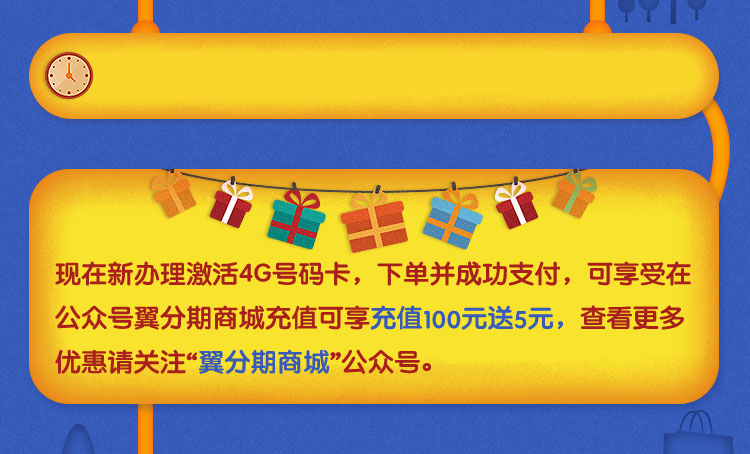 现在新办理激活4G号码卡，下单并成功支付，可享受在
公众号翼分期商城充值可享充值100元送5元，查看更多
优惠请关注“翼分期商城”公众号。